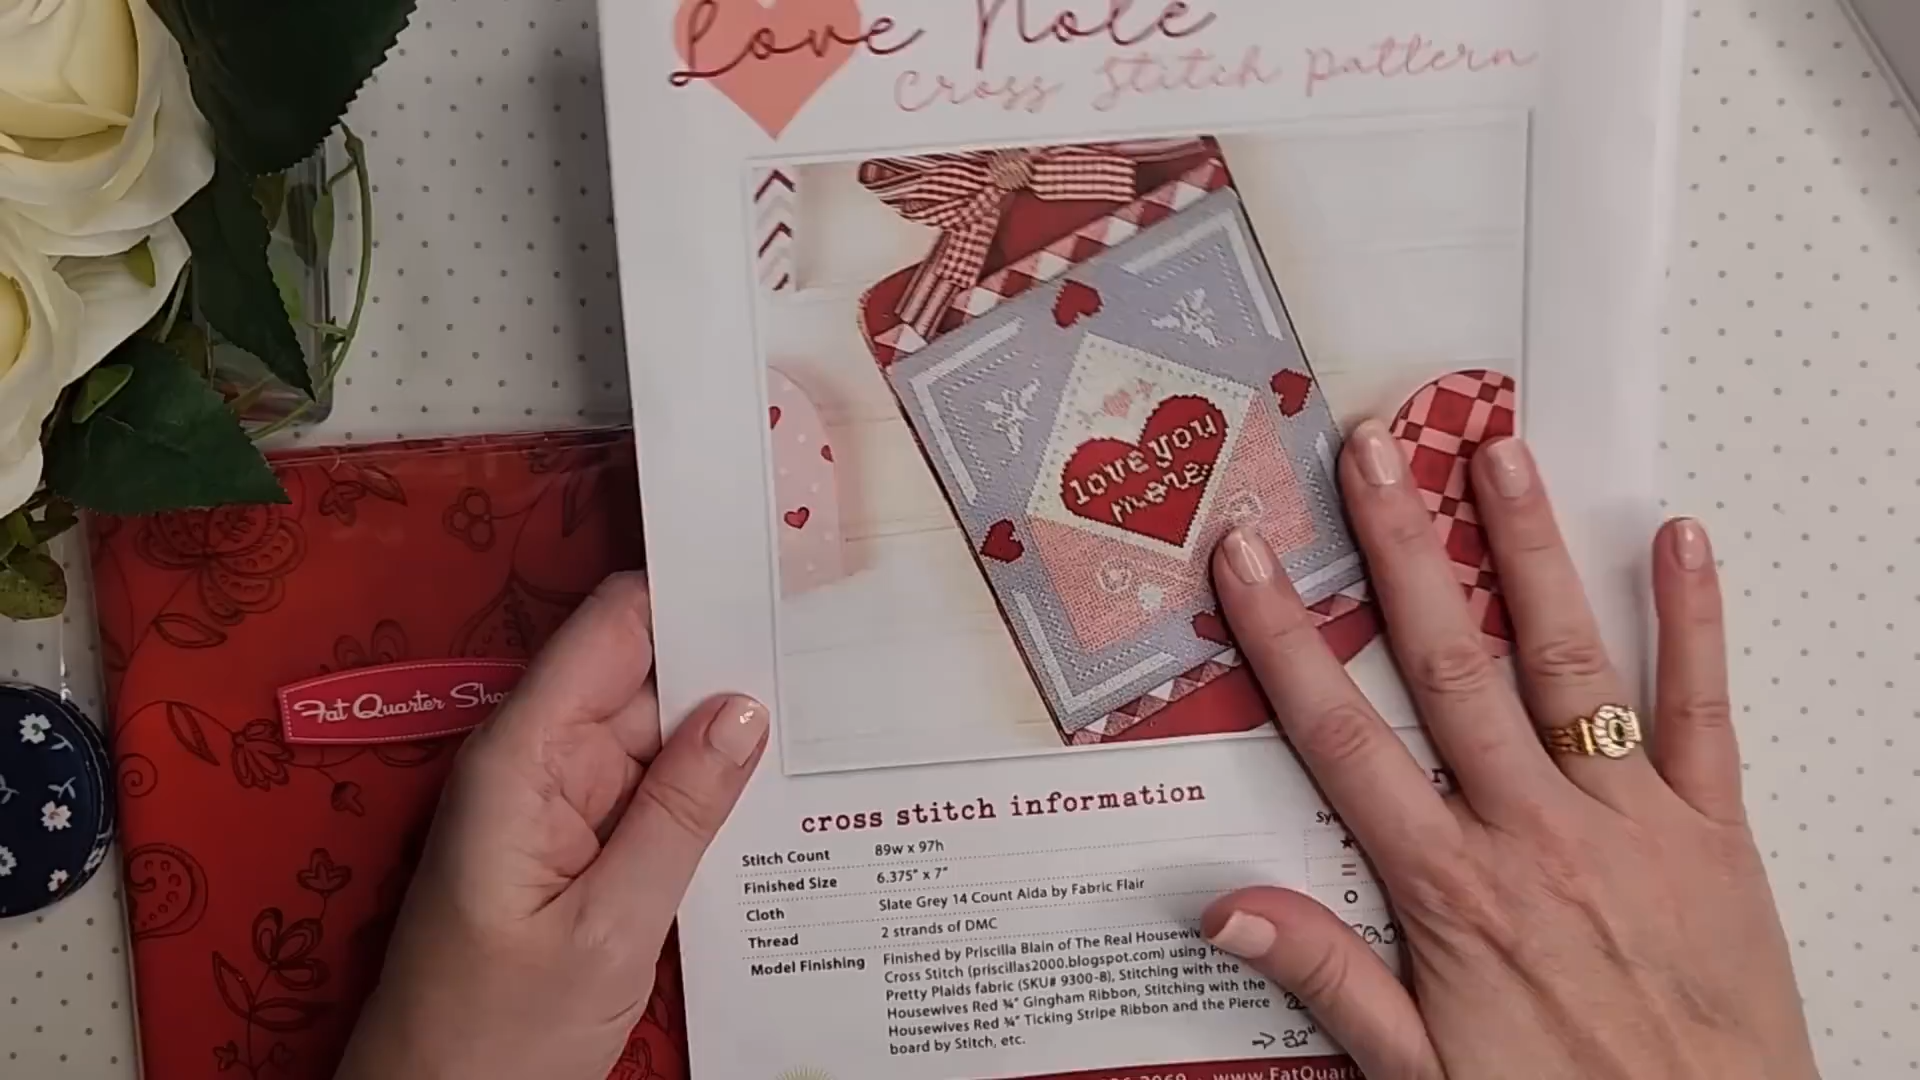 Love Note
Cross Stitch Pattern
love you
more
Fat Quarter
cross stitch information
Stitch Count 89w x 97h
Finished Size 6.375" x 7"
Cloth Slate Grey 14 Count Aida by Fabric Flair
Thread 2 strands of DMC
Model Finishing Finished by Priscilla Blain of The Real
Cross Stitch (priscillas2000.blogspot.com) using
Pretty Plaids fabric (SKU# 9300-8), Stitching with the
Housewives Red ¾" Gingham Ribbon, Stitching with the
Housewives Red ¾" Ticking Stripe Ribbon and the Pierce
board by Stitch, etc.
→ 32"